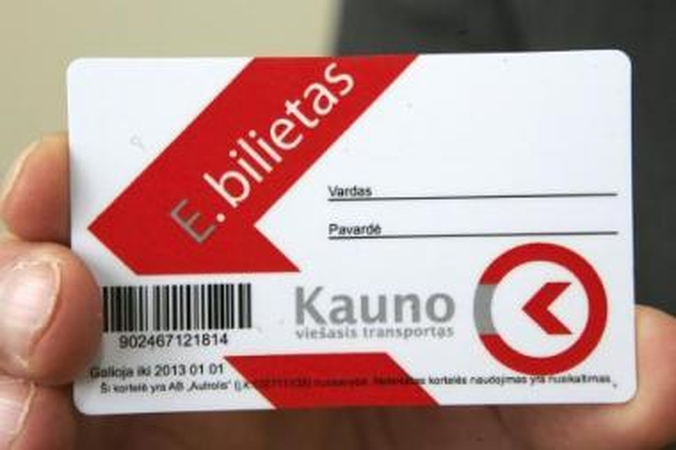 E.bilietas
Vardas
Pavardė
Kauno
viešasis transportas
902467121814
Galioja iki 2013 01 01
Ši kortelė yra AB „Autrolis" nuosavybė. kortelės naudojimas yra nusikaltimas.